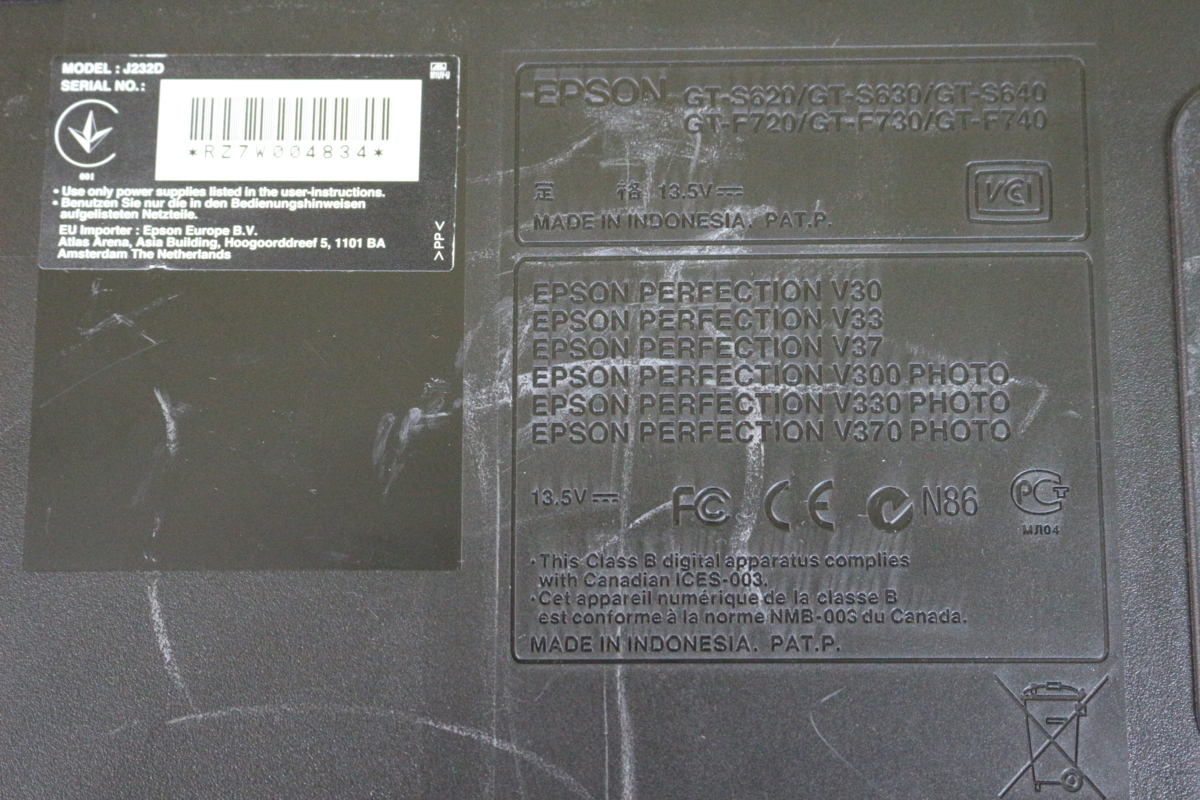 MODEL : J232D
SERIAL NO.:
*RZ7W004834*
001
• Use only power supplies listed in the user-instructions.
• Benutzen Sie nur die in den Bedienungshinweisen
aufgelisteten Netzteile.
EU Importer : Epson Europe B.V.
Atlas Arena, Asia Building, Hoogoorddreef 5, 1101 BA
Amsterdam The Netherlands
>PP<
EPSON GT-S620/GT-S630/GT-S640
GT-F720/GT-F730/GT-F740
定 格 13.5V
VCI
MADE IN INDONESIA. PAT.P.
EPSON PERFECTION V30
EPSON PERFECTION V33
EPSON PERFECTION V37
EPSON PERFECTION V300 PHOTO
EPSON PERFECTION V330 PHOTO
EPSON PERFECTION V370 PHOTO
13.5V FC CE N86 PCT
МЛ04
•This Class B digital apparatus complies
with Canadian ICES-003.
•Cet appareil numérique de la classe B
est conforme à la norme NMB-003 du Canada.
MADE IN INDONESIA. PAT.P.